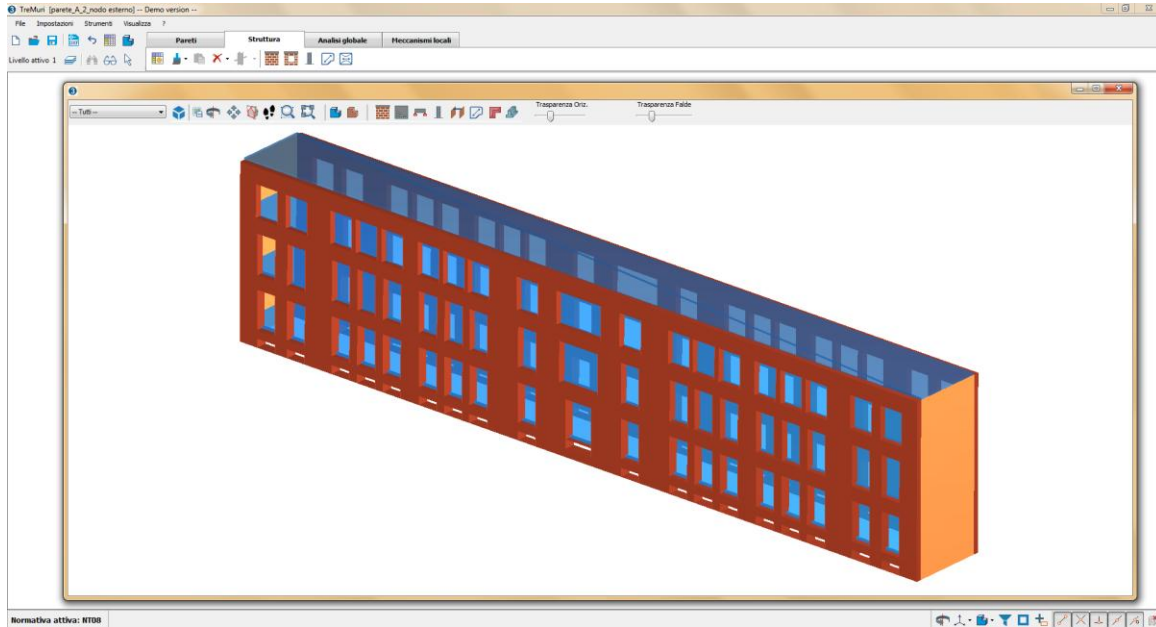 TreMuri [parete_A_2_nodo esterno] -- Demo version --
File Impostazioni Strumenti Visualizza ?
Pareti Struttura Analisi globale Meccanismi locali
Livello attivo 1
-- Tutti --
Trasparenza Oriz. Trasparenza Falde
Normativa attiva: NT08